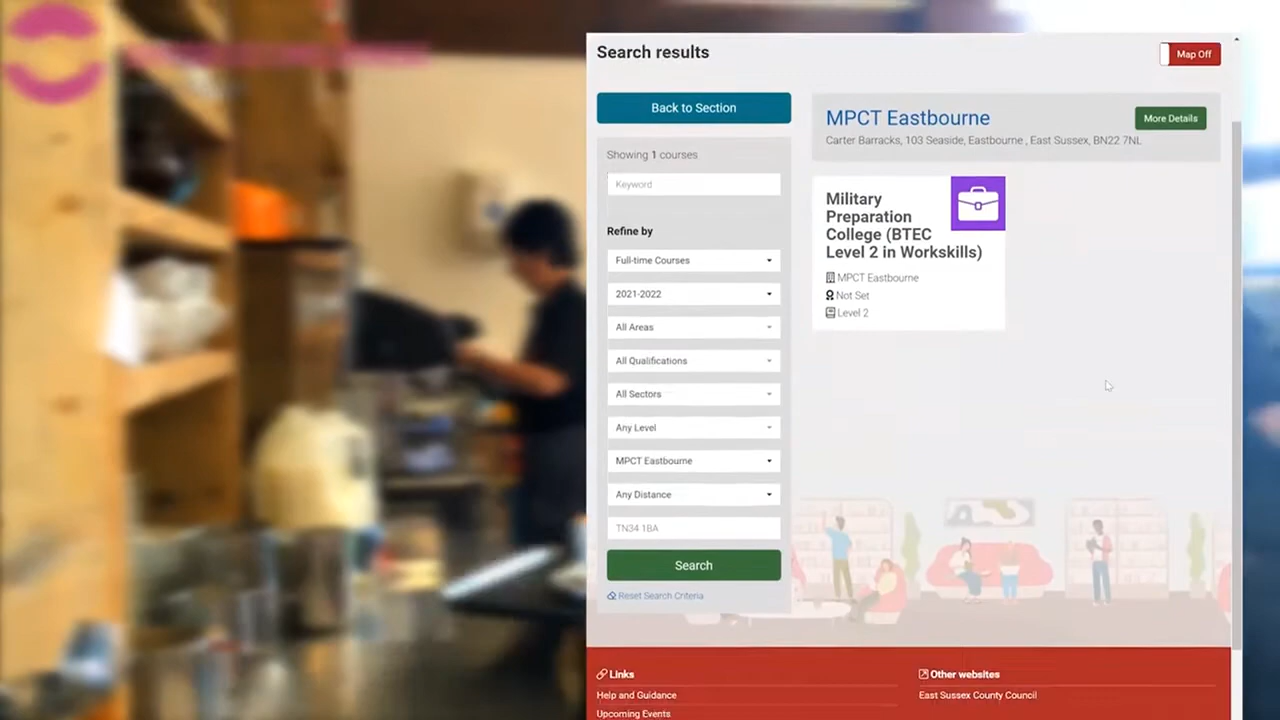 Search results
Map Off
Back to Section
Showing 1 courses
Keyword
Refine by
Full-time Courses
2021-2022
All Areas
All Qualifications
All Sectors
Any Level
MPCT Eastbourne
Any Distance
TN34 1BA
Search
Reset Search Criteria
MPCT Eastbourne
More Details
Carter Barracks, 103 Seaside, Eastbourne , East Sussex, BN22 7NL
Military
Preparation
College (BTEC
Level 2 in Workskills)
MPCT Eastbourne
Not Set
Level 2
Links
Help and Guidance
Upcoming Events
Other websites
East Sussex County Council